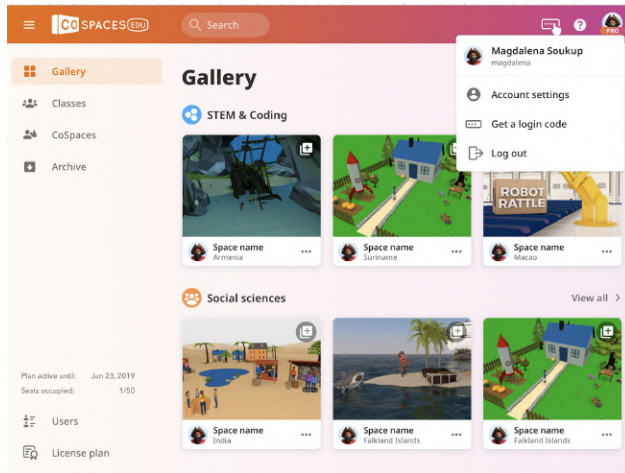 CO SPACES EDU
Search
PRO
Magdalena Soukup
magdalena
Account settings
Get a login code
Log out
Gallery
Classes
CoSpaces
Archive
Plan active until: Jun 23, 2019
Seats occupied: 1/50
Users
License plan
Gallery
STEM & Coding
ROBOT
RATTLE
Space name
Armenia
Space name
Suriname
Space name
Macao
Social sciences
View all
Space name
India
Space name
Falkland Islands
Space name
Falkland Islands